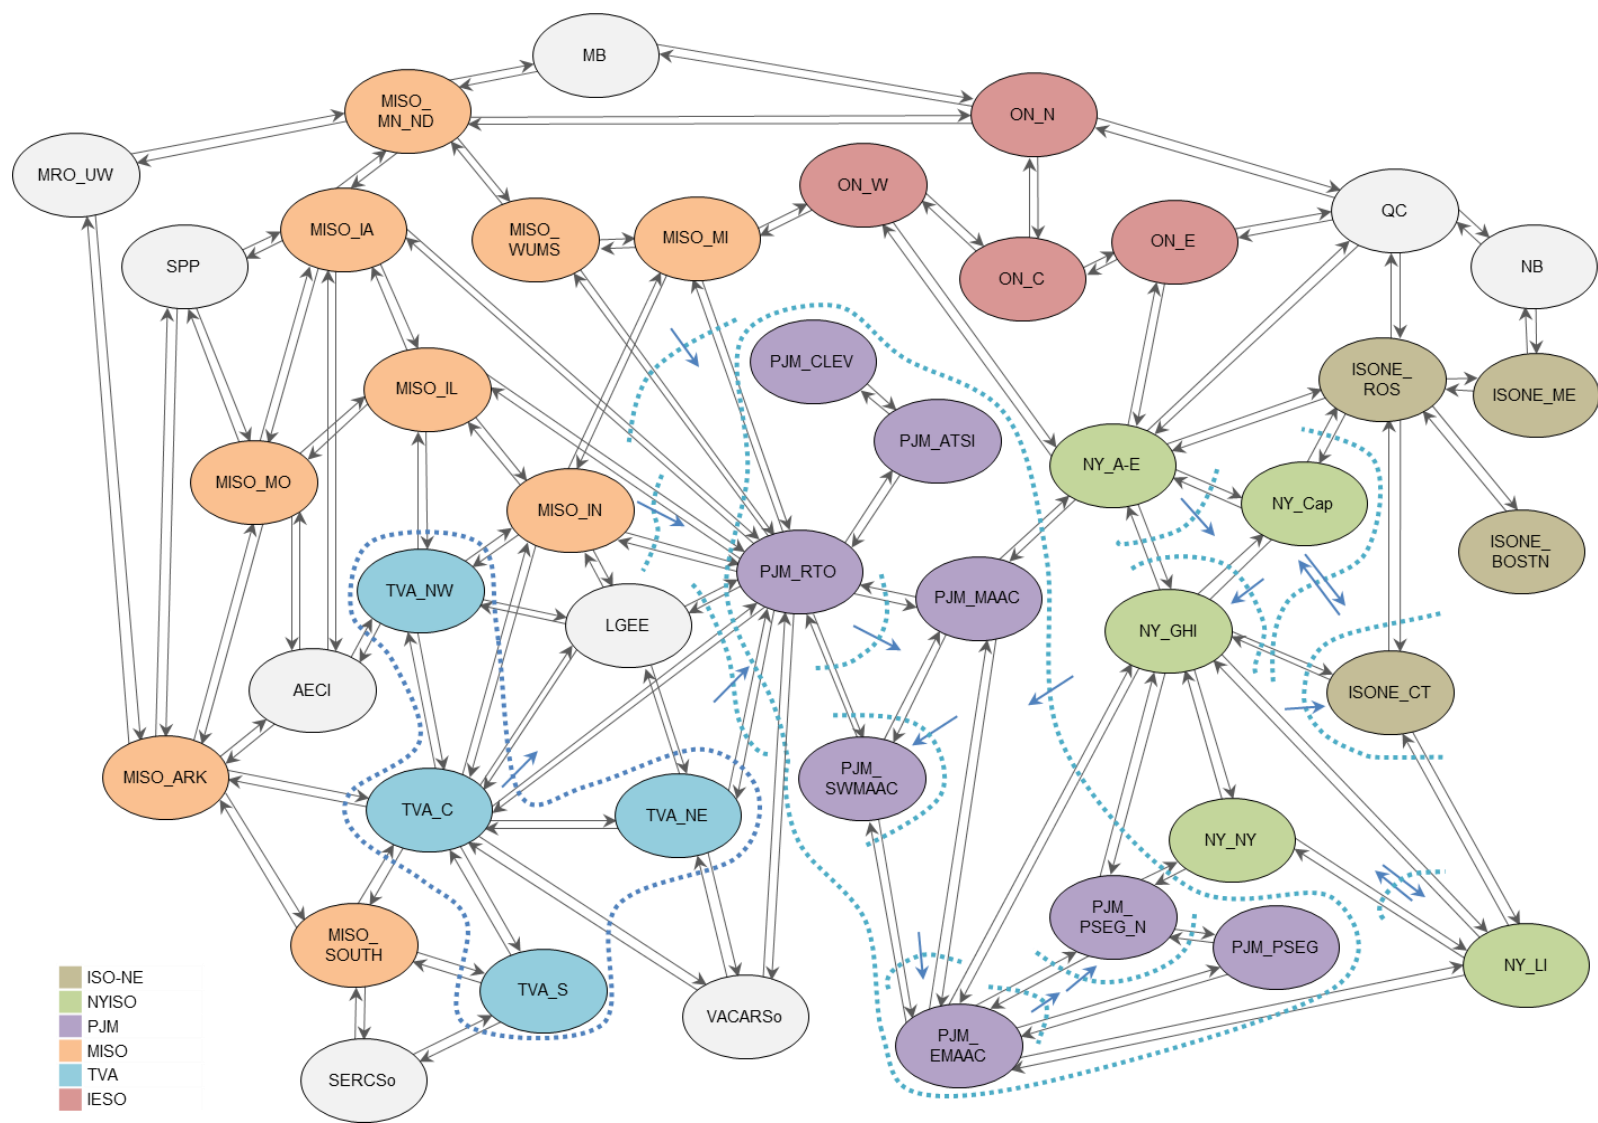 MB
MISO_
MN_ND
ON_N
MRO_UW
ON_W
QC
MISO_IA
MISO_
WUMS
MISO_MI
ON_E
SPP
ON_C
NB
PJM_CLEV
MISO_IL
ISONE_
ROS
ISONE_ME
PJM_ATSI
NY_A-E
MISO_MO
NY_Cap
MISO_IN
ISONE_
BOSTN
PJM_RTO
TVA_NW
PJM_MAAC
LGEE
NY_GHI
AECI
ISONE_CT
MISO_ARK
PJM_
SWMAAC
TVA_C
TVA_NE
NY_NY
PJM_
PSEG_N
MISO_
SOUTH
PJM_PSEG
NY_LI
TVA_S
VACARSo
PJM_
EMAAC
SERCSo
ISO-NE
NYISO
PJM
MISO
TVA
IESO